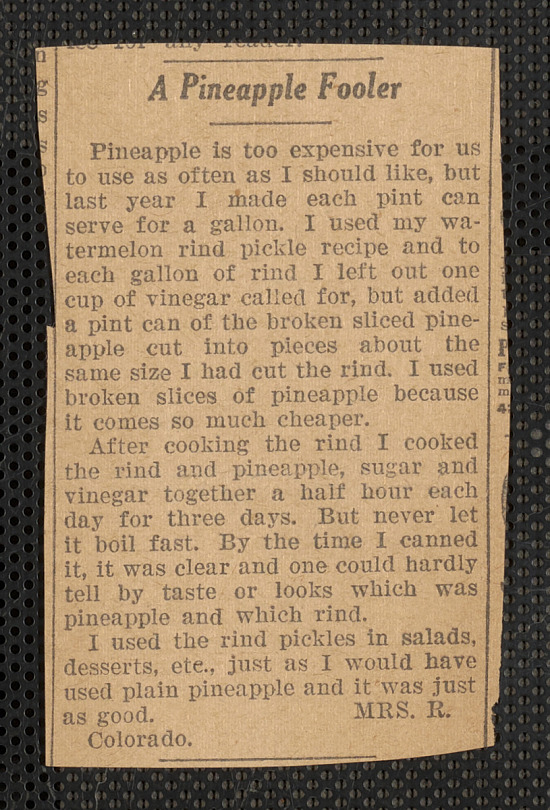 for any reader.
A Pineapple Fooler
Pineapple is too expensive for us
to use as often as I should like, but
last year I made each pint can
serve for a gallon. I used my wa-
termelon rind pickle recipe and to
each gallon of rind I left out one
cup of vinegar called for, but added
a pint can of the broken sliced pine-
apple cut into pieces about the
same size I had cut the rind. I used
broken slices of pineapple because
it comes so much cheaper.
After cooking the rind I cooked
the rind and pineapple, sugar and
vinegar together a half hour each
day for three days. But never let
it boil fast. By the time I canned
it, it was clear and one could hardly
tell by taste or looks which was
pineapple and which rind.
I used the rind pickles in salads,
desserts, etc., just as I would have
used plain pineapple and it was just
as good. MRS. R.
Colorado.